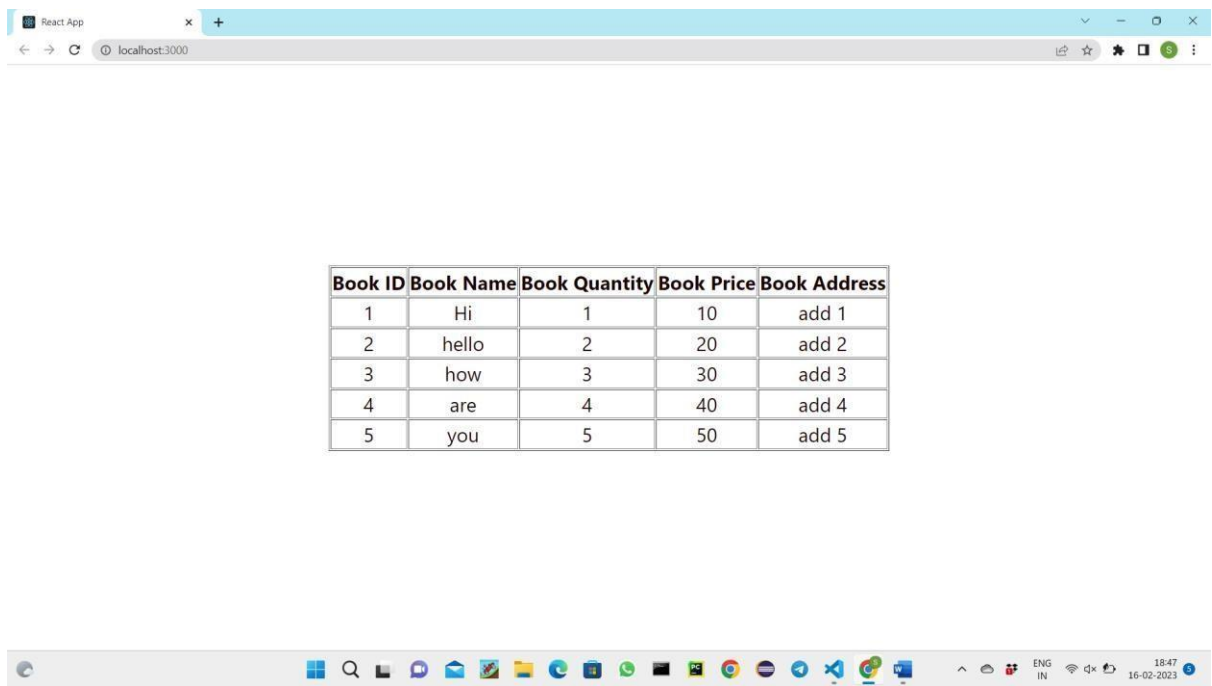 React App
localhost:3000
S
Book ID Book Name Book Quantity Book Price Book Address
1 Hi 1 10 add 1
2 hello 2 20 add 2
3 how 3 30 add 3
4 are 4 40 add 4
5 you 5 50 add 5
ENG
IN
18:47
16-02-2023